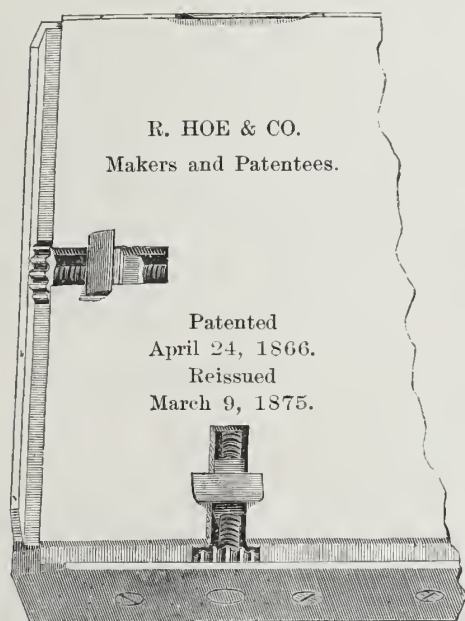 R. HOE & CO.
Makers and Patentees.
Patented
April 24, 1866.
Reissued
March 9, 1875.